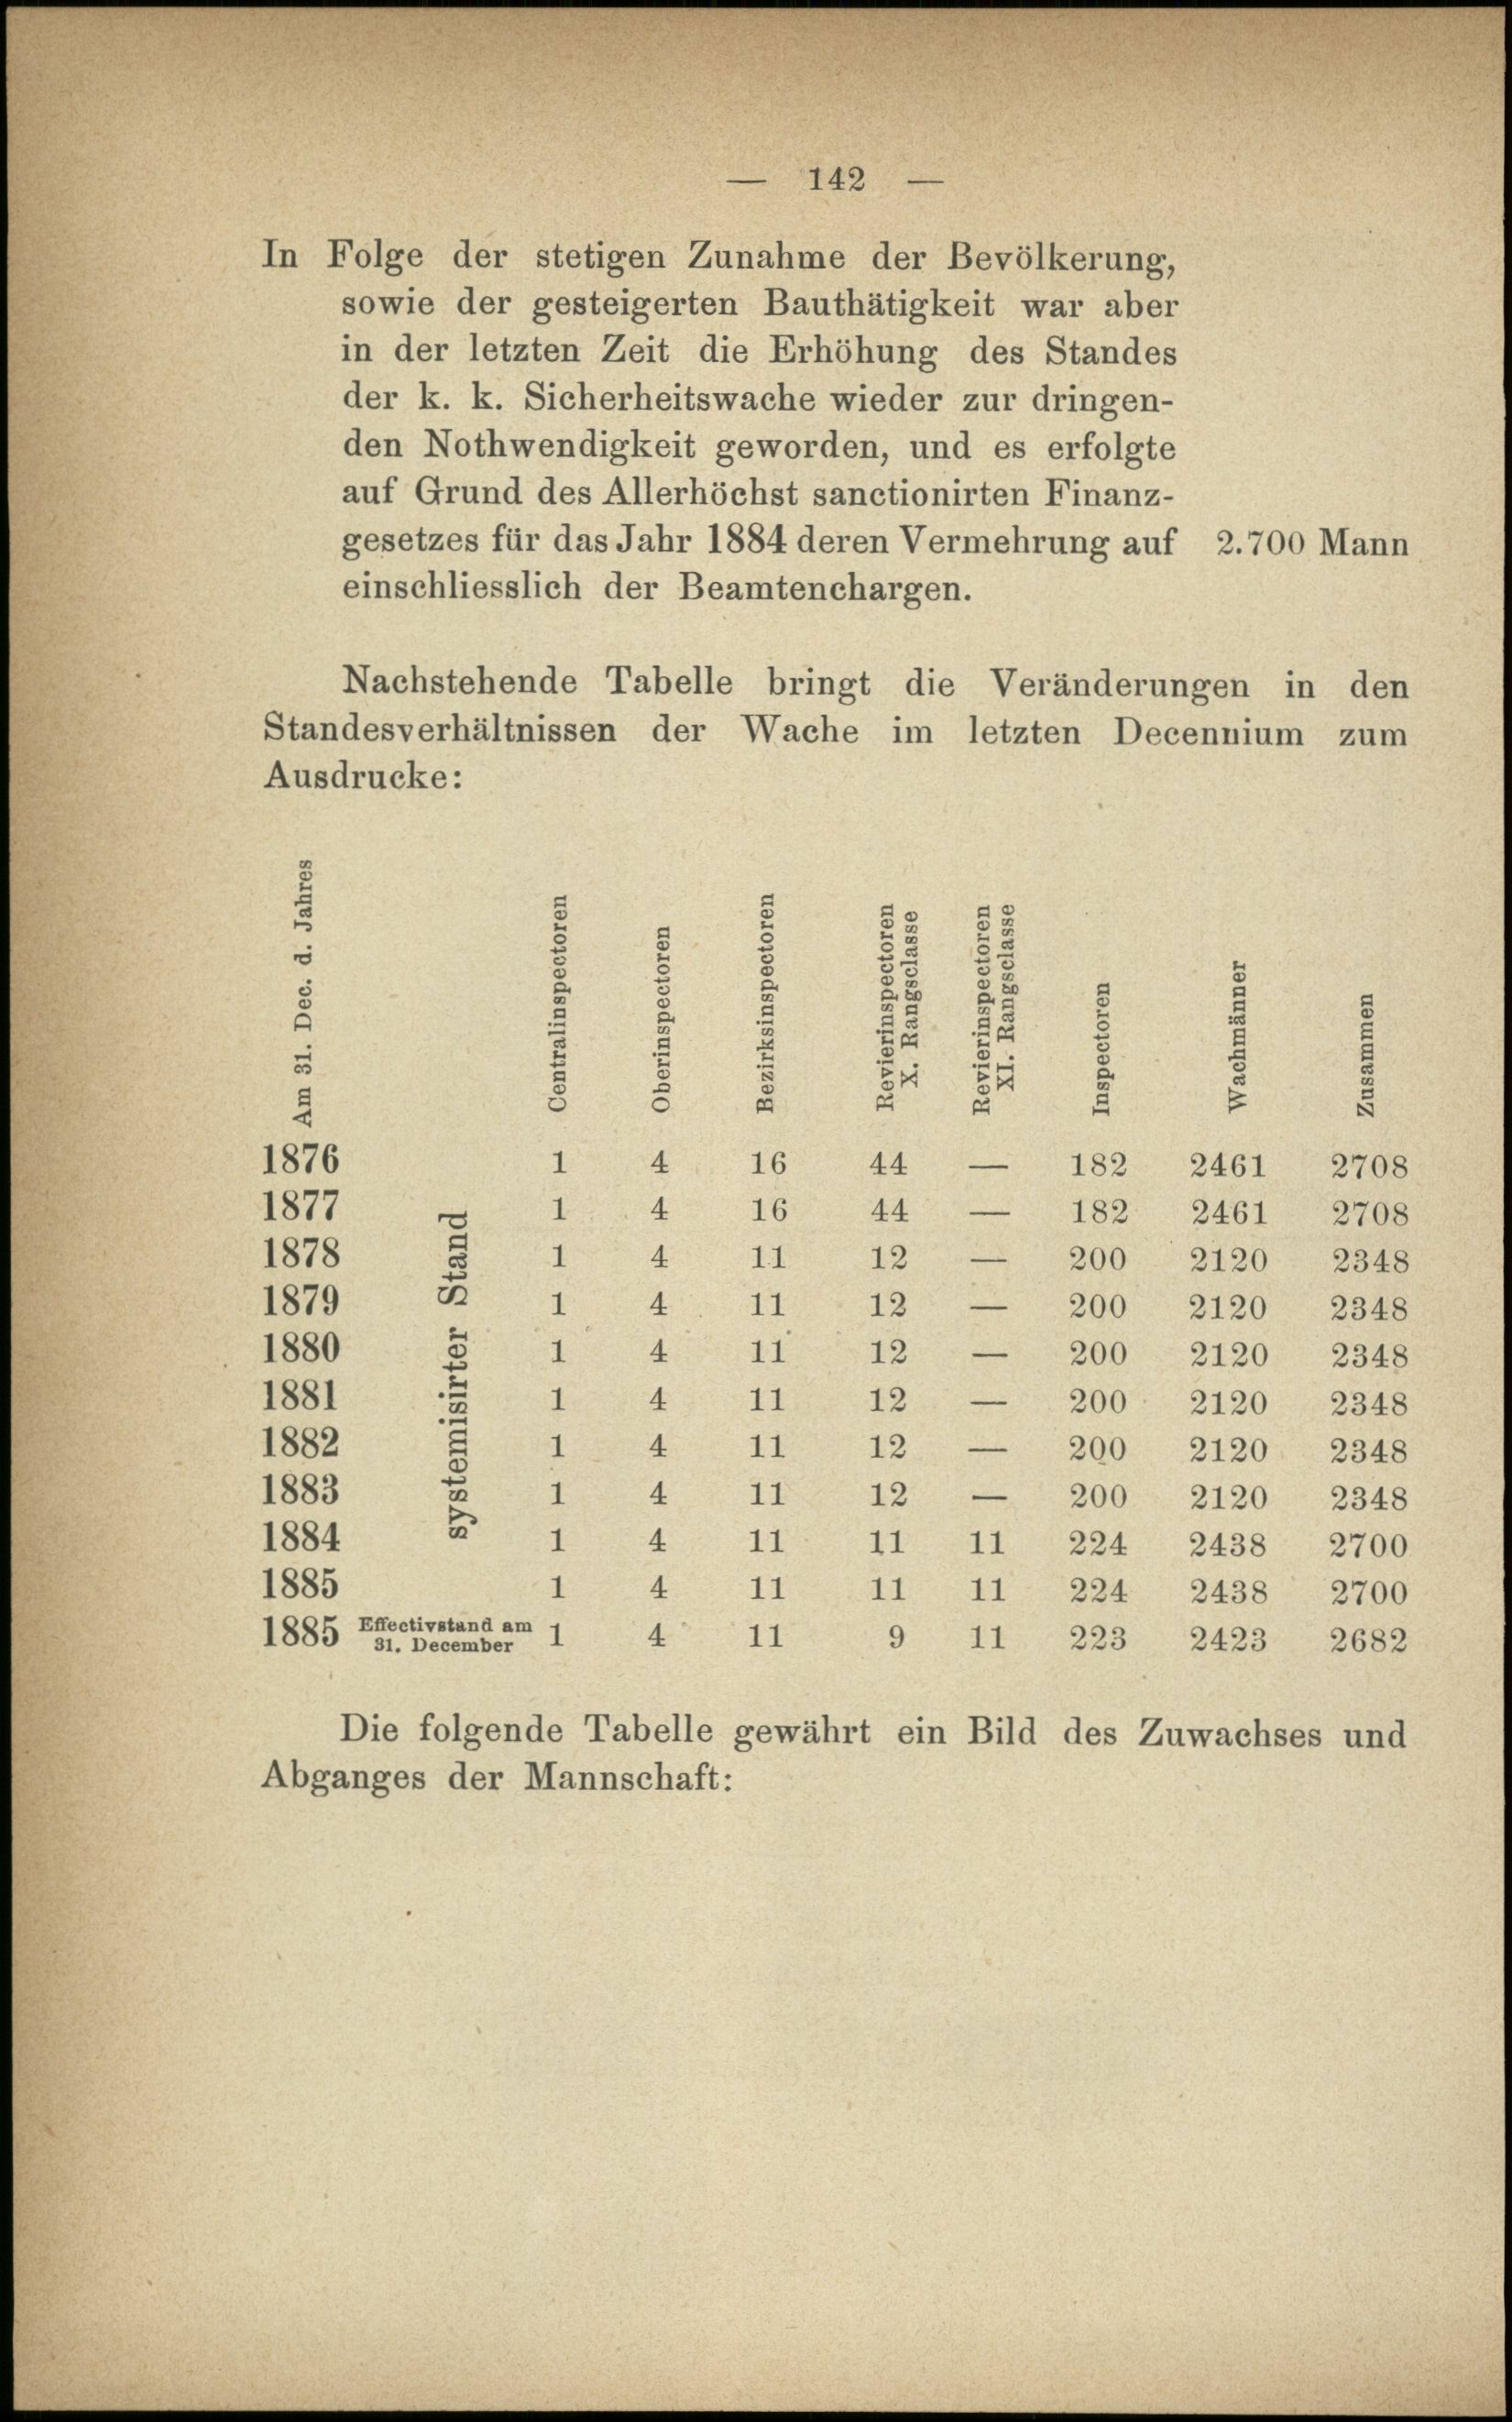 — 142 —
In Folge der stetigen Zunahme der Bevölkerung,
sowie der gesteigerten Bauthätigkeit war aber
in der letzten Zeit die Erhöhung des Standes
der k. k. Sicherheitswache wieder zur dringen-
den Nothwendigkeit geworden, und es erfolgte
auf Grund des Allerhöchst sanctionirten Finanz-
gesetzes für das Jahr 1884 deren Vermehrung auf 2.700 Mann
einschliesslich der Beamtenchargen.
Nachstehende Tabelle bringt die Veränderungen in den
Standesverhältnissen der Wache im letzten Decennium zum
Ausdrucke:
Am 31. Dec. d. Jahres
Centralinspectoren
Oberinspectoren
Bezirksinspectoren
Revierinspectoren
X. Rangsclasse
Revierinspectoren
XI. Rangsclasse
Inspectoren
Wachmänner
Zusammen
systemisirter Stand
1876 1 4 16 44 — 182 2461 2708
1877 1 4 16 44 — 182 2461 2708
1878 1 4 11 12 — 200 2120 2348
1879 1 4 11 12 — 200 2120 2348
1880 1 4 11 12 — 200 2120 2348
1881 1 4 11 12 — 200 2120 2348
1882 1 4 11 12 — 200 2120 2348
1883 1 4 11 12 — 200 2120 2348
1884 1 4 11 11 11 224 2438 2700
1885 1 4 11 11 11 224 2438 2700
1885 Effectivstand am 31. December 1 4 11 9 11 223 2423 2682
Die folgende Tabelle gewährt ein Bild des Zuwachses und
Abganges der Mannschaft: